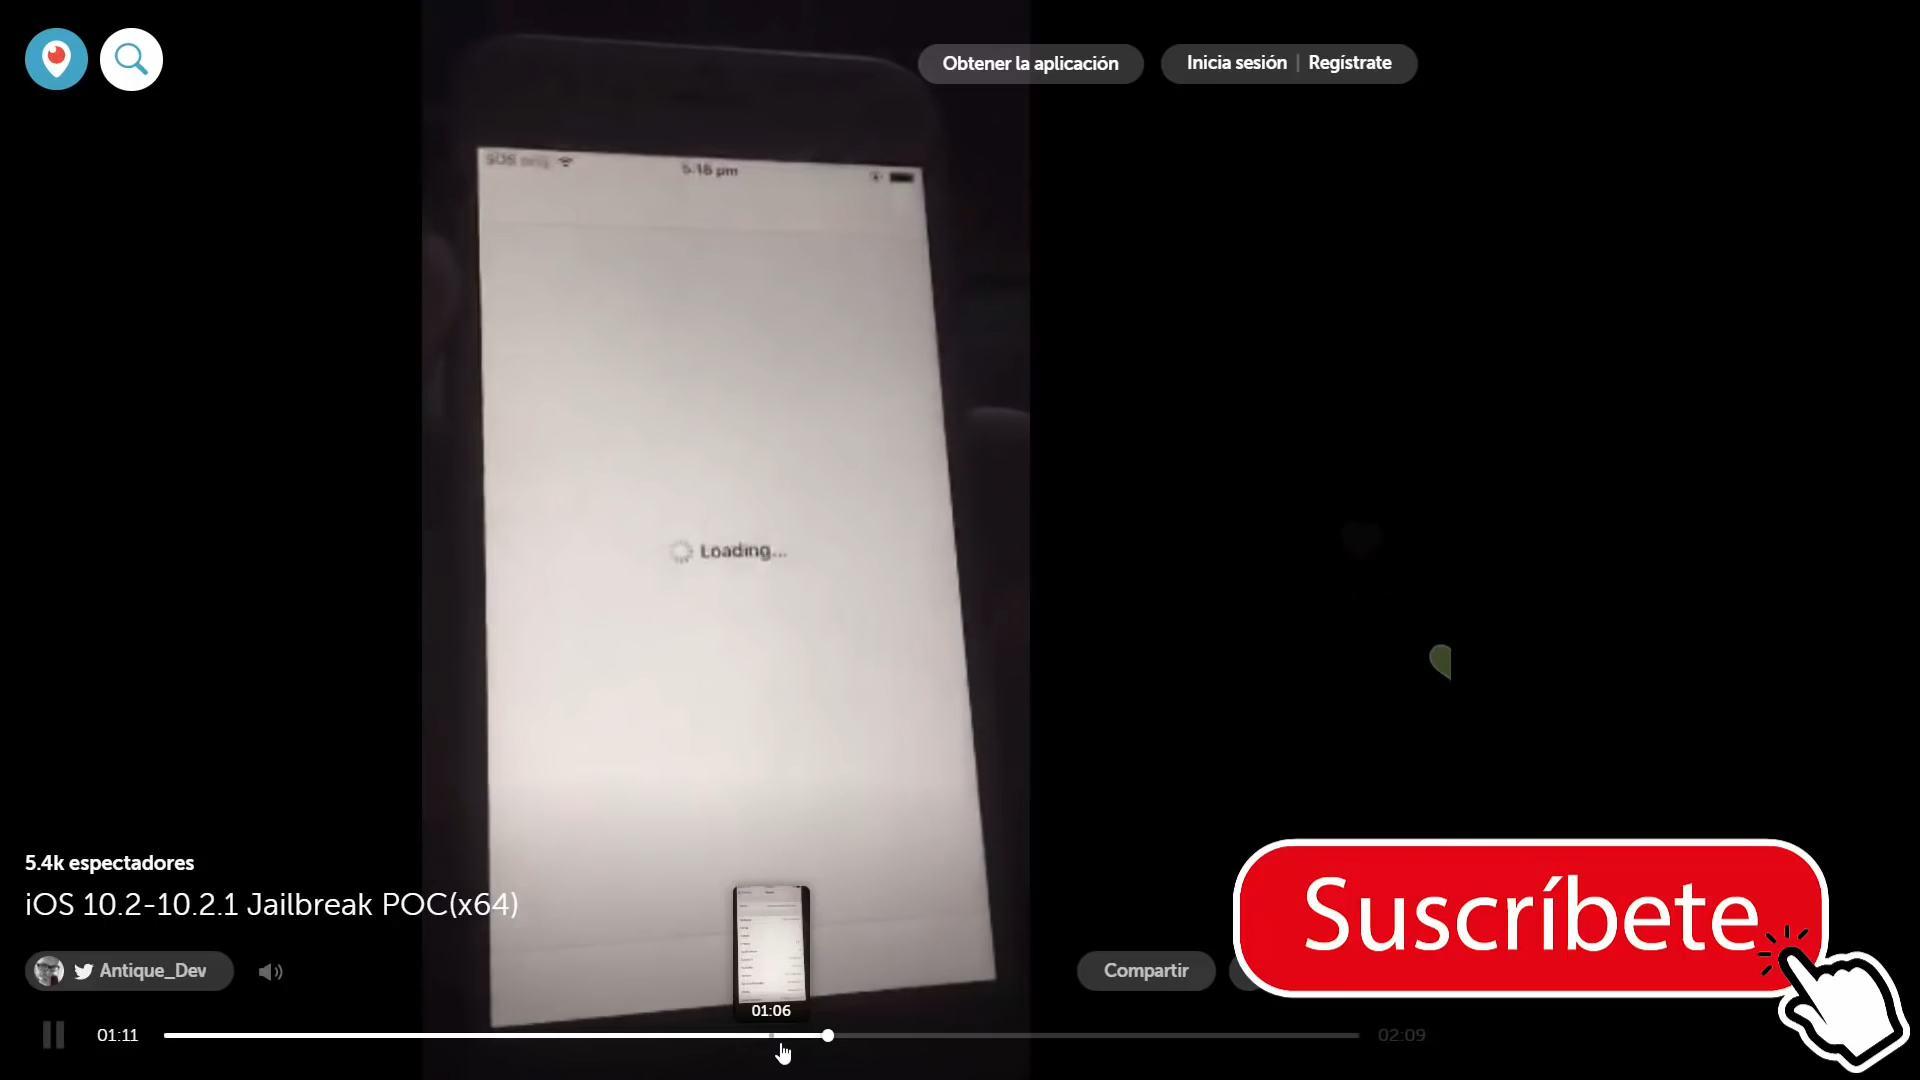 Obtener la aplicación
Inicia sesión | Regístrate
5:16 pm
Loading...
5.4k espectadores
iOS 10.2-10.2.1 Jailbreak POC(x64)
Antique_Dev
Compartir
Suscríbete
01:06
01:11
02:09